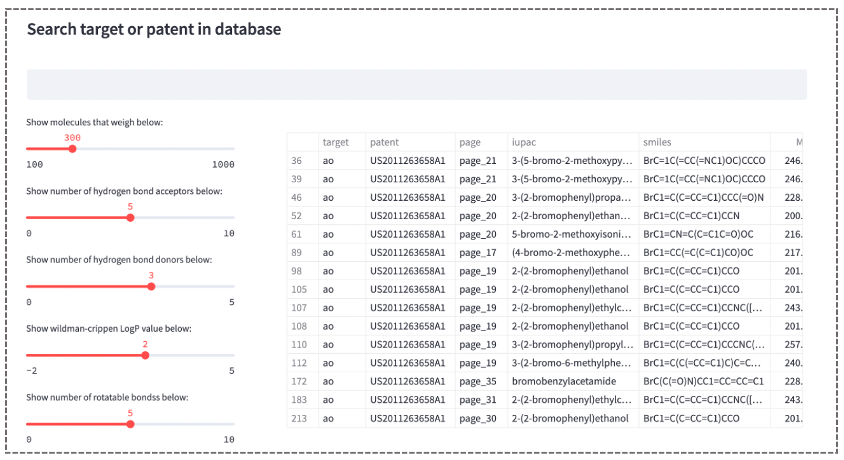 Search target or patent in database
Show molecules that weigh below:
300
100 1000
Show number of hydrogen bond acceptors below:
5
0 10
Show number of hydrogen bond donors below:
3
0 5
Show wildman-crippen LogP value below:
2
-2 5
Show number of rotatable bondss below:
5
0 10
target patent page iupac smiles M
36 ao US2011263658A1 page_21 3-(5-bromo-2-methoxypy... BrC=1C(=CC(=NC1)OC)CCCO 246.
39 ao US2011263658A1 page_21 3-(5-bromo-2-methoxypy... BrC=1C(=CC(=NC1)OC)CCCO 246.
46 ao US2011263658A1 page_20 3-(2-bromophenyl)propa... BrC1=C(C=CC=C1)CCC(=O)N 228.
52 ao US2011263658A1 page_20 2-(2-bromophenyl)ethan... BrC1=C(C=CC=C1)CCN 200.
61 ao US2011263658A1 page_20 5-bromo-2-methoxyisoni... BrC1=CN=C(C=C1C=O)OC 216.
89 ao US2011263658A1 page_17 (4-bromo-2-methoxyphe... BrC1=CC(=C(C=C1)CO)OC 217.
98 ao US2011263658A1 page_19 2-(2-bromophenyl)ethanol BrC1=C(C=CC=C1)CCO 201.
105 ao US2011263658A1 page_19 2-(2-bromophenyl)ethanol BrC1=C(C=CC=C1)CCO 201.
107 ao US2011263658A1 page_19 2-(2-bromophenyl)ethylc... BrC1=C(C=CC=C1)CCNC([... 243.
108 ao US2011263658A1 page_19 2-(2-bromophenyl)ethanol BrC1=C(C=CC=C1)CCO 201.
110 ao US2011263658A1 page_19 3-(2-bromophenyl)propyl... BrC1=C(C=CC=C1)CCCNC(... 257.
112 ao US2011263658A1 page_19 3-(2-bromo-6-methylphe... BrC1=C(C(=CC=C1)C)C=C... 240.
172 ao US2011263658A1 page_35 bromobenzylacetamide BrC(C(=O)N)CC1=CC=CC=C1 228.
183 ao US2011263658A1 page_31 2-(2-bromophenyl)ethylc... BrC1=C(C=CC=C1)CCNC([... 243.
213 ao US2011263658A1 page_30 2-(2-bromophenyl)ethanol BrC1=C(C=CC=C1)CCO 201.